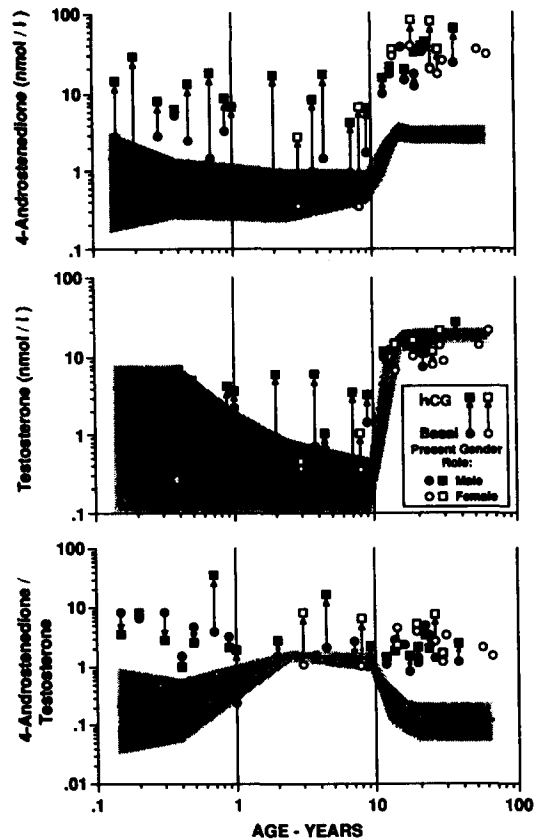 4-Androstenedione (nmol / l)
100
10
1
.1
Testosterone (nmol / l)
100
10
1
.1
hCG
Basal
Present Gender
Role:
Male
Female
4-Androstenedione /
Testosterone
100
10
1
.1
.01
.1
1
10
100
AGE - YEARS